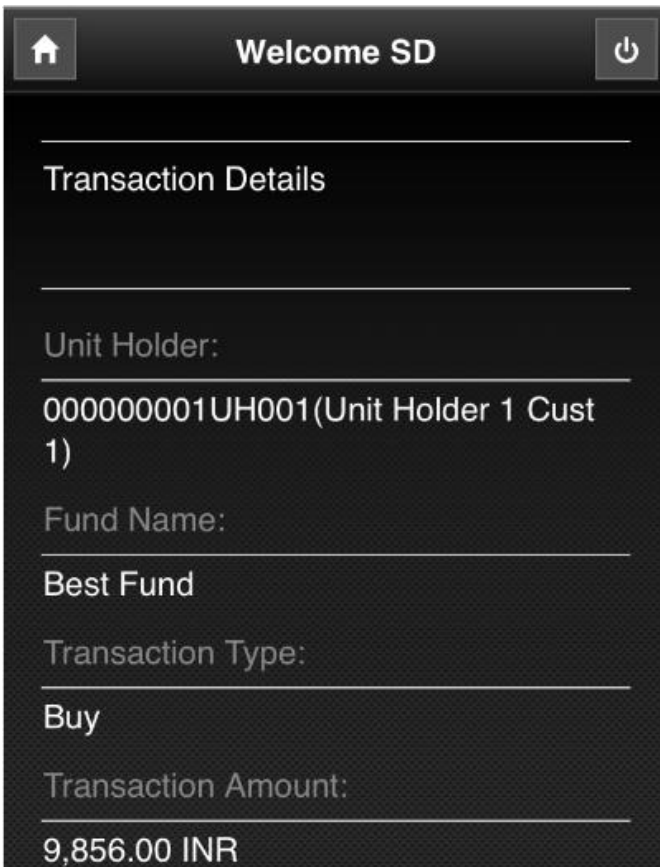 Welcome SD
Transaction Details
Unit Holder:
000000001UH001(Unit Holder 1 Cust
1)
Fund Name:
Best Fund
Transaction Type:
Buy
Transaction Amount:
9,856.00 INR